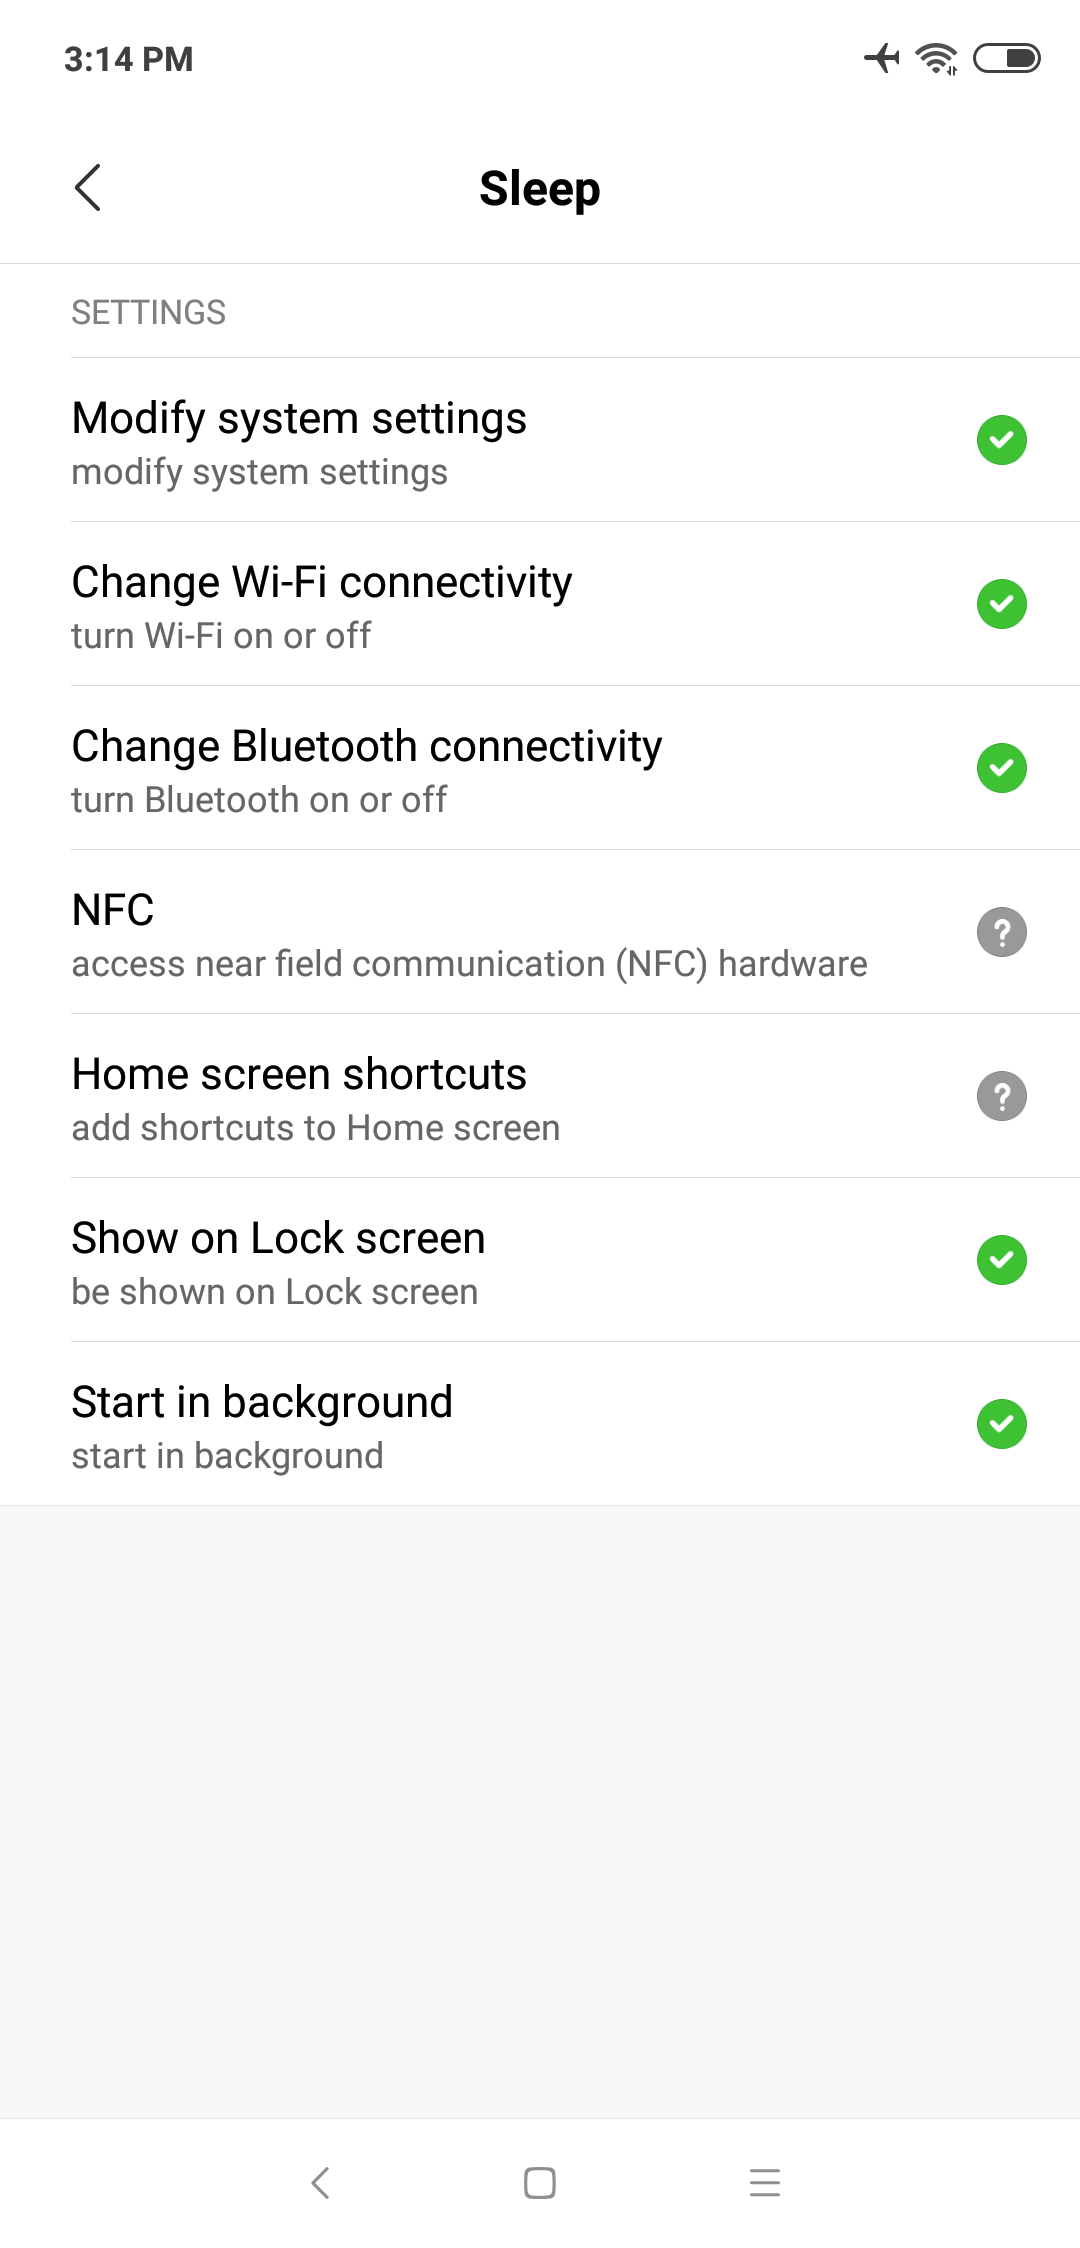 3:14 PM
Sleep
SETTINGS
Modify system settings
modify system settings
Change Wi-Fi connectivity
turn Wi-Fi on or off
Change Bluetooth connectivity
turn Bluetooth on or off
NFC
access near field communication (NFC) hardware
Home screen shortcuts
add shortcuts to Home screen
Show on Lock screen
be shown on Lock screen
Start in background
start in background